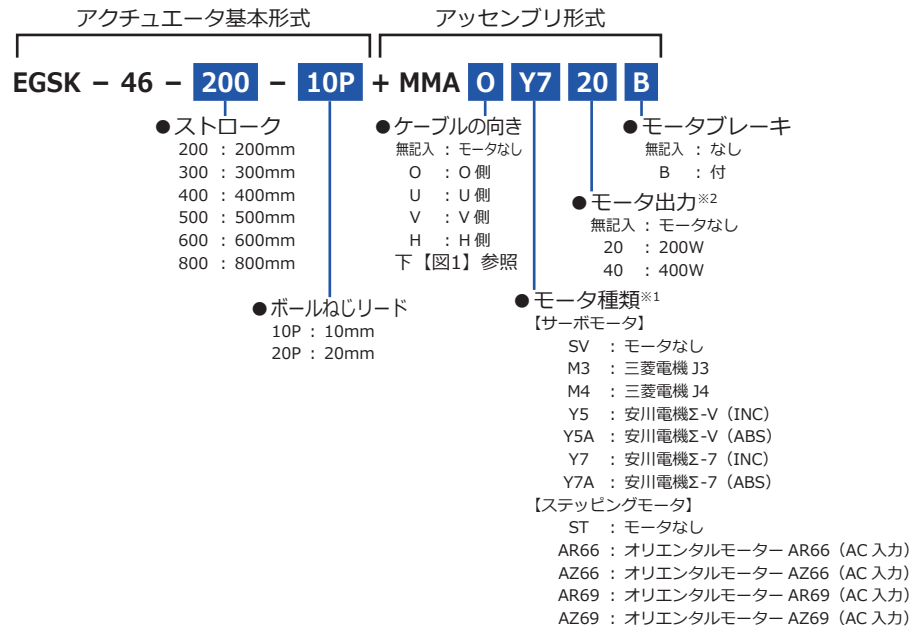 アクチュエータ基本形式
アッセンブリ形式
EGSK − 46 − 200 − 10P + MMA O Y7 20 B
●ストローク
200 : 200mm
300 : 300mm
400 : 400mm
500 : 500mm
600 : 600mm
800 : 800mm
●ボールねじリード
10P : 10mm
20P : 20mm
●ケーブルの向き
無記入 : モータなし
O : O側
U : U側
V : V側
H : H側
下【図1】参照
●モータブレーキ
無記入 : なし
B : 付
●モータ出力※2
無記入 : モータなし
20 : 200W
40 : 400W
●モータ種類※1
【サーボモータ】
SV : モータなし
M3 : 三菱電機 J3
M4 : 三菱電機 J4
Y5 : 安川電機Σ-V（INC）
Y5A : 安川電機Σ-V（ABS）
Y7 : 安川電機Σ-7（INC）
Y7A : 安川電機Σ-7（ABS）
【ステッピングモータ】
ST : モータなし
AR66 : オリエンタルモーター AR66（AC 入力）
AZ66 : オリエンタルモーター AZ66（AC 入力）
AR69 : オリエンタルモーター AR69（AC 入力）
AZ69 : オリエンタルモーター AZ69（AC 入力）